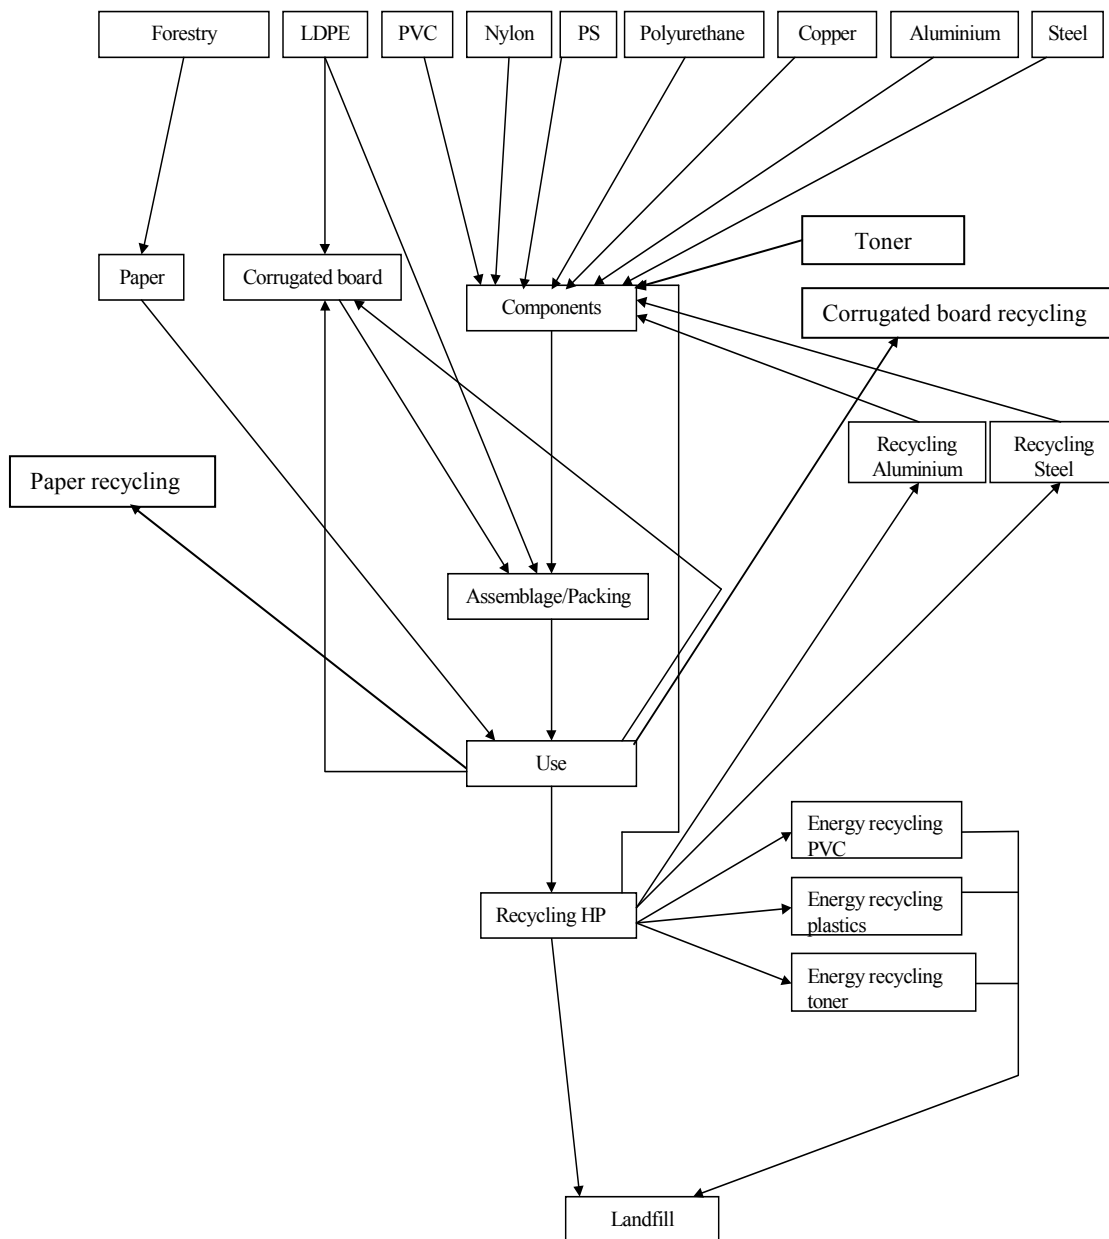 Forestry
LDPE
PVC
Nylon
PS
Polyurethane
Copper
Aluminium
Steel
Toner
Paper
Corrugated board
Components
Corrugated board recycling
Recycling
Aluminium
Recycling
Steel
Paper recycling
Assemblage/Packing
Use
Energy recycling
PVC
Energy recycling
plastics
Recycling HP
Energy recycling
toner
Landfill